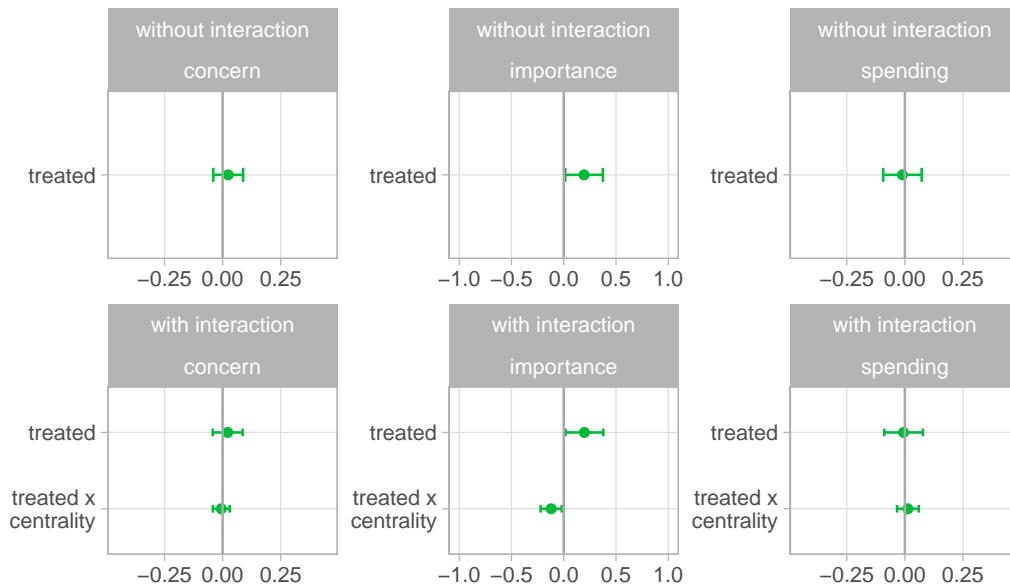 without interaction
concern
without interaction
importance
without interaction
spending
treated
treated
treated
−0.25 0.00 0.25
−1.0 −0.5 0.0 0.5 1.0
−0.25 0.00 0.25
with interaction
concern
with interaction
importance
with interaction
spending
treated
treated x
centrality
treated
treated x
centrality
treated
treated x
centrality
−0.25 0.00 0.25
−1.0 −0.5 0.0 0.5 1.0
−0.25 0.00 0.25